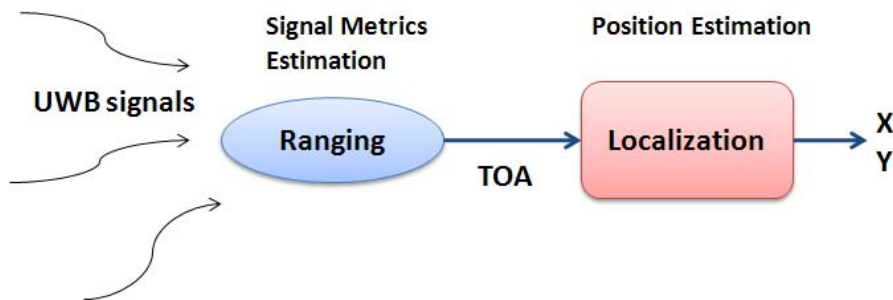 Signal Metrics
Estimation
Position Estimation
UWB signals
Ranging
TOA
Localization
X
Y